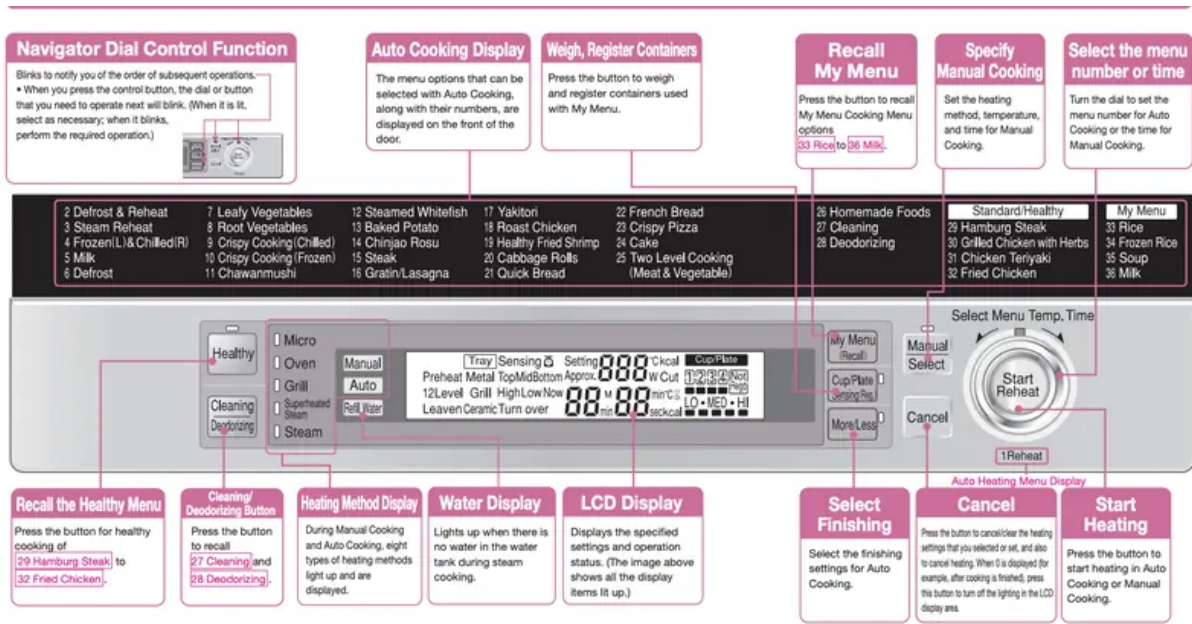 Navigator Dial Control Function
Blinks to notify you of the order of subsequent operations.
• When you press the control button, the dial or button
that you need to operate next will blink. (When it is lit,
select as necessary; when it blinks,
perform the required operation.)
Auto Cooking Display
The menu options that can be
selected with Auto Cooking,
along with their numbers, are
displayed on the front of the
door.
Weigh, Register Containers
Press the button to weigh
and register containers used
with My Menu.
Recall
My Menu
Press the button to recall
My Menu Cooking Menu
options
33 Rice to 36 Milk.
Specify
Manual Cooking
Set the heating
method, temperature,
and time for Manual
Cooking.
Select the menu
number or time
Turn the dial to set the
menu number for Auto
Cooking or the time for
Manual Cooking.
2 Defrost & Reheat
3 Steam Reheat
4 Frozen(L)&Chilled(R)
5 Milk
6 Defrost
7 Leafy Vegetables
8 Root Vegetables
9 Crispy Cooking (Chilled)
10 Crispy Cooking (Frozen)
11 Chawanmushi
12 Steamed Whitefish
13 Baked Potato
14 Chinjao Rosu
15 Steak
16 Gratin/Lasagna
17 Yakitori
18 Roast Chicken
19 Healthy Fried Shrimp
20 Cabbage Rolls
21 Quick Bread
22 French Bread
23 Crispy Pizza
24 Cake
25 Two Level Cooking
(Meat & Vegetable)
26 Homemade Foods
27 Cleaning
28 Deodorizing
Standard/Healthy
29 Hamburg Steak
30 Grilled Chicken with Herbs
31 Chicken Teriyaki
32 Fried Chicken
My Menu
33 Rice
34 Frozen Rice
35 Soup
36 Milk
Healthy
Cleaning
Deodorizing
Micro
Oven
Grill
Superheated
Steam
Steam
Manual
Auto
Refill Water
Tray Sensing Setting 888 °C kcal Cup/Plate
Preheat Metal Top Mid Bottom Approx. W Cut 1 2 3 4 Not
12Level Grill High Low Now 88 M 88 min°C
LO • MED • HI
Leaven Ceramic Turn over min sec kcal
My Menu
(Recall)
Cup/Plate
Sensing/Reg.
More/Less
Manual
Select
Cancel
Select Menu Temp. Time
Start
Reheat
1Reheat
Auto Heating Menu Display
Recall the Healthy Menu
Press the button for healthy
cooking of
29 Hamburg Steak to
32 Fried Chicken.
Cleaning/
Deodorizing Button
Press the button
to recall
27 Cleaning and
28 Deodorizing.
Heating Method Display
During Manual Cooking
and Auto Cooking, eight
types of heating methods
light up and are
displayed.
Water Display
Lights up when there is
no water in the water
tank during steam
cooking.
LCD Display
Displays the specified
settings and operation
status. (The image above
shows all the display
items lit up.)
Select
Finishing
Select the finishing
settings for Auto
Cooking.
Cancel
Press the button to cancel/clear the heating
settings that you selected or set, and also
to cancel heating. When 0 is displayed (for
example, after cooking is finished), press
this button to turn off the lighting in the LCD
display area.
Start
Heating
Press the button to
start heating in Auto
Cooking or Manual
Cooking.